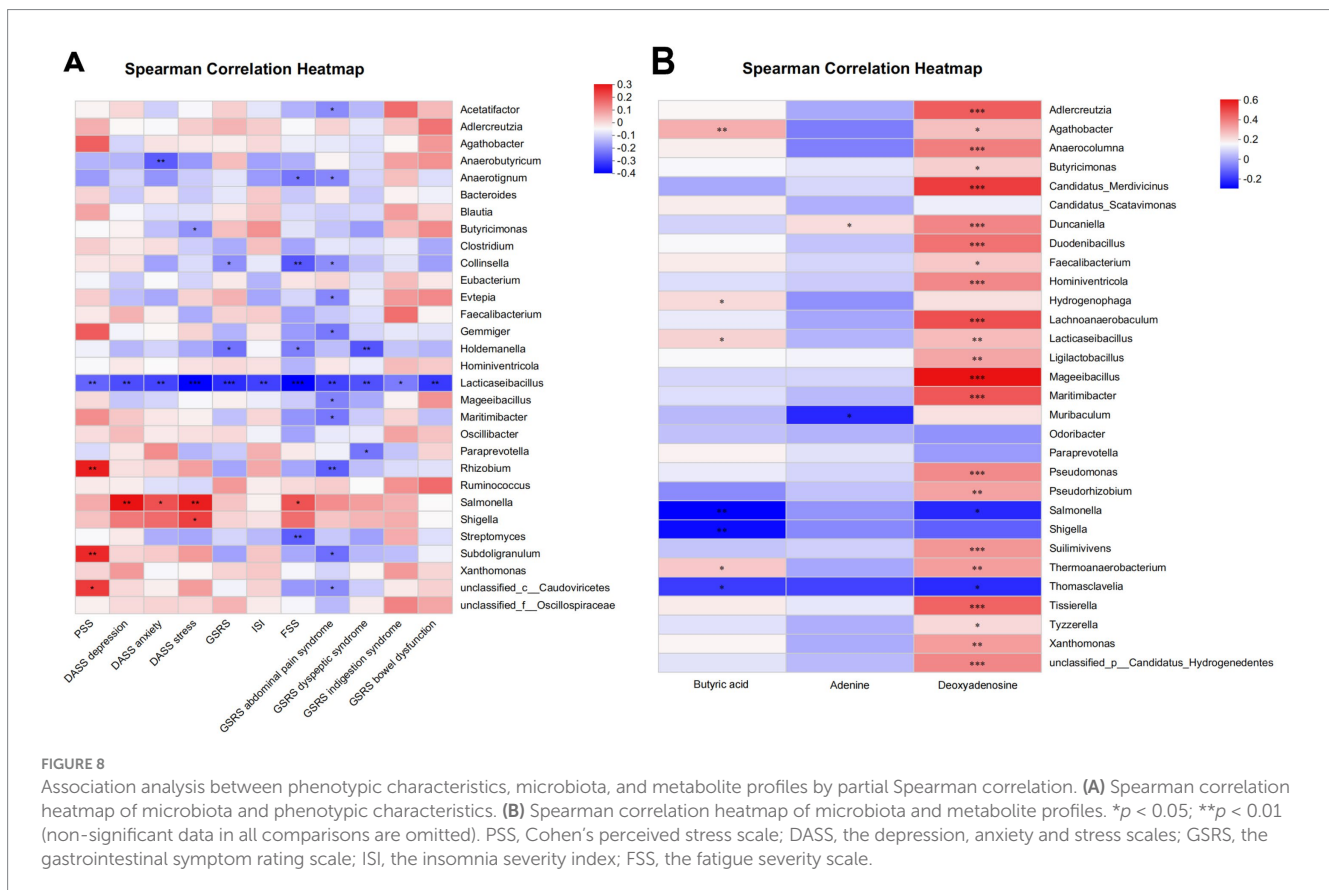 A
Spearman Correlation Heatmap
0.3
0.2
0.1
0
-0.1
-0.2
-0.3
-0.4
Acetatifactor
*
Adlercreutzia
Agathobacter
Anaerobutyricum
**
Anaerotignum
* *
Bacteroides
Blautia
Butyricimonas
*
Clostridium
Collinsella
* ** *
Eubacterium
Evtepia
*
Faecalibacterium
Gemmiger
*
Holdemanella
* * **
Hominiventricola
Lacticaseibacillus
** ** ** *** *** ** *** ** ** * **
Mageeibacillus
*
Maritimibacter
*
Oscillibacter
Paraprevotella
*
Rhizobium
** **
Ruminococcus
Salmonella
** * ** *
Shigella
*
Streptomyces
**
Subdoligranulum
** *
Xanthomonas
unclassified_c__Caudoviricetes
* *
unclassified_f__Oscillospiraceae
PSS
DASS depression
DASS anxiety
DASS stress
GSRS
ISI
FSS
GSRS abdominal pain syndrome
GSRS dyspeptic syndrome
GSRS indigestion syndrome
GSRS bowel dysfunction
B
Spearman Correlation Heatmap
0.6
0.4
0.2
0
-0.2
*** Adlercreutzia
** * Agathobacter
*** Anaerocolumna
* Butyricimonas
*** Candidatus_Merdivicinus
Candidatus_Scatavimonas
* *** Duncaniella
*** Duodenibacillus
* Faecalibacterium
*** Hominiventricola
* Hydrogenophaga
*** Lachnoanaerobaculum
* ** Lacticaseibacillus
** Ligilactobacillus
*** Mageeibacillus
*** Maritimibacter
* Muribaculum
Odoribacter
Paraprevotella
*** Pseudomonas
** Pseudorhizobium
** * Salmonella
** Shigella
*** Suilimivivens
* ** Thermoanaerobacterium
* * Thomasclavelia
*** Tissierella
* Tyzzerella
** Xanthomonas
*** unclassified_p__Candidatus_Hydrogenedentes
Butyric acid
Adenine
Deoxyadenosine
FIGURE 8
Association analysis between phenotypic characteristics, microbiota, and metabolite profiles by partial Spearman correlation. (A) Spearman correlation
heatmap of microbiota and phenotypic characteristics. (B) Spearman correlation heatmap of microbiota and metabolite profiles. *p < 0.05; **p < 0.01
(non-significant data in all comparisons are omitted). PSS, Cohen's perceived stress scale; DASS, the depression, anxiety and stress scales; GSRS, the
gastrointestinal symptom rating scale; ISI, the insomnia severity index; FSS, the fatigue severity scale.